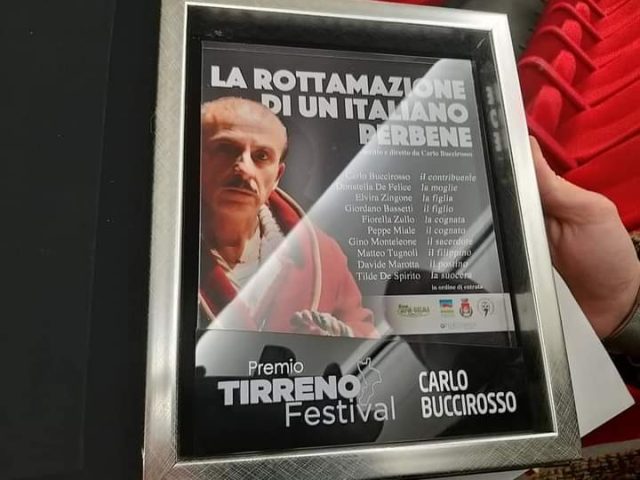 LA ROTTAMAZIONE
DI UN ITALIANO
PERBENE
e diretto da Carlo Buccirosso
Carlo Buccirosso il contribuente
Donatella De Felice la moglie
Elvira Zingone la figlia
Giordano Bassetti il figlio
Fiorella Zullo la cognata
Peppe Miale il cognato
Gino Monteleone il sacerdote
Matteo Tugnoli il filippino
Davide Marotta il postino
Tilde De Spirito la suocera
in ordine di entrata
Premio
TIRRENO
Festival
CARLO
BUCCIROSSO